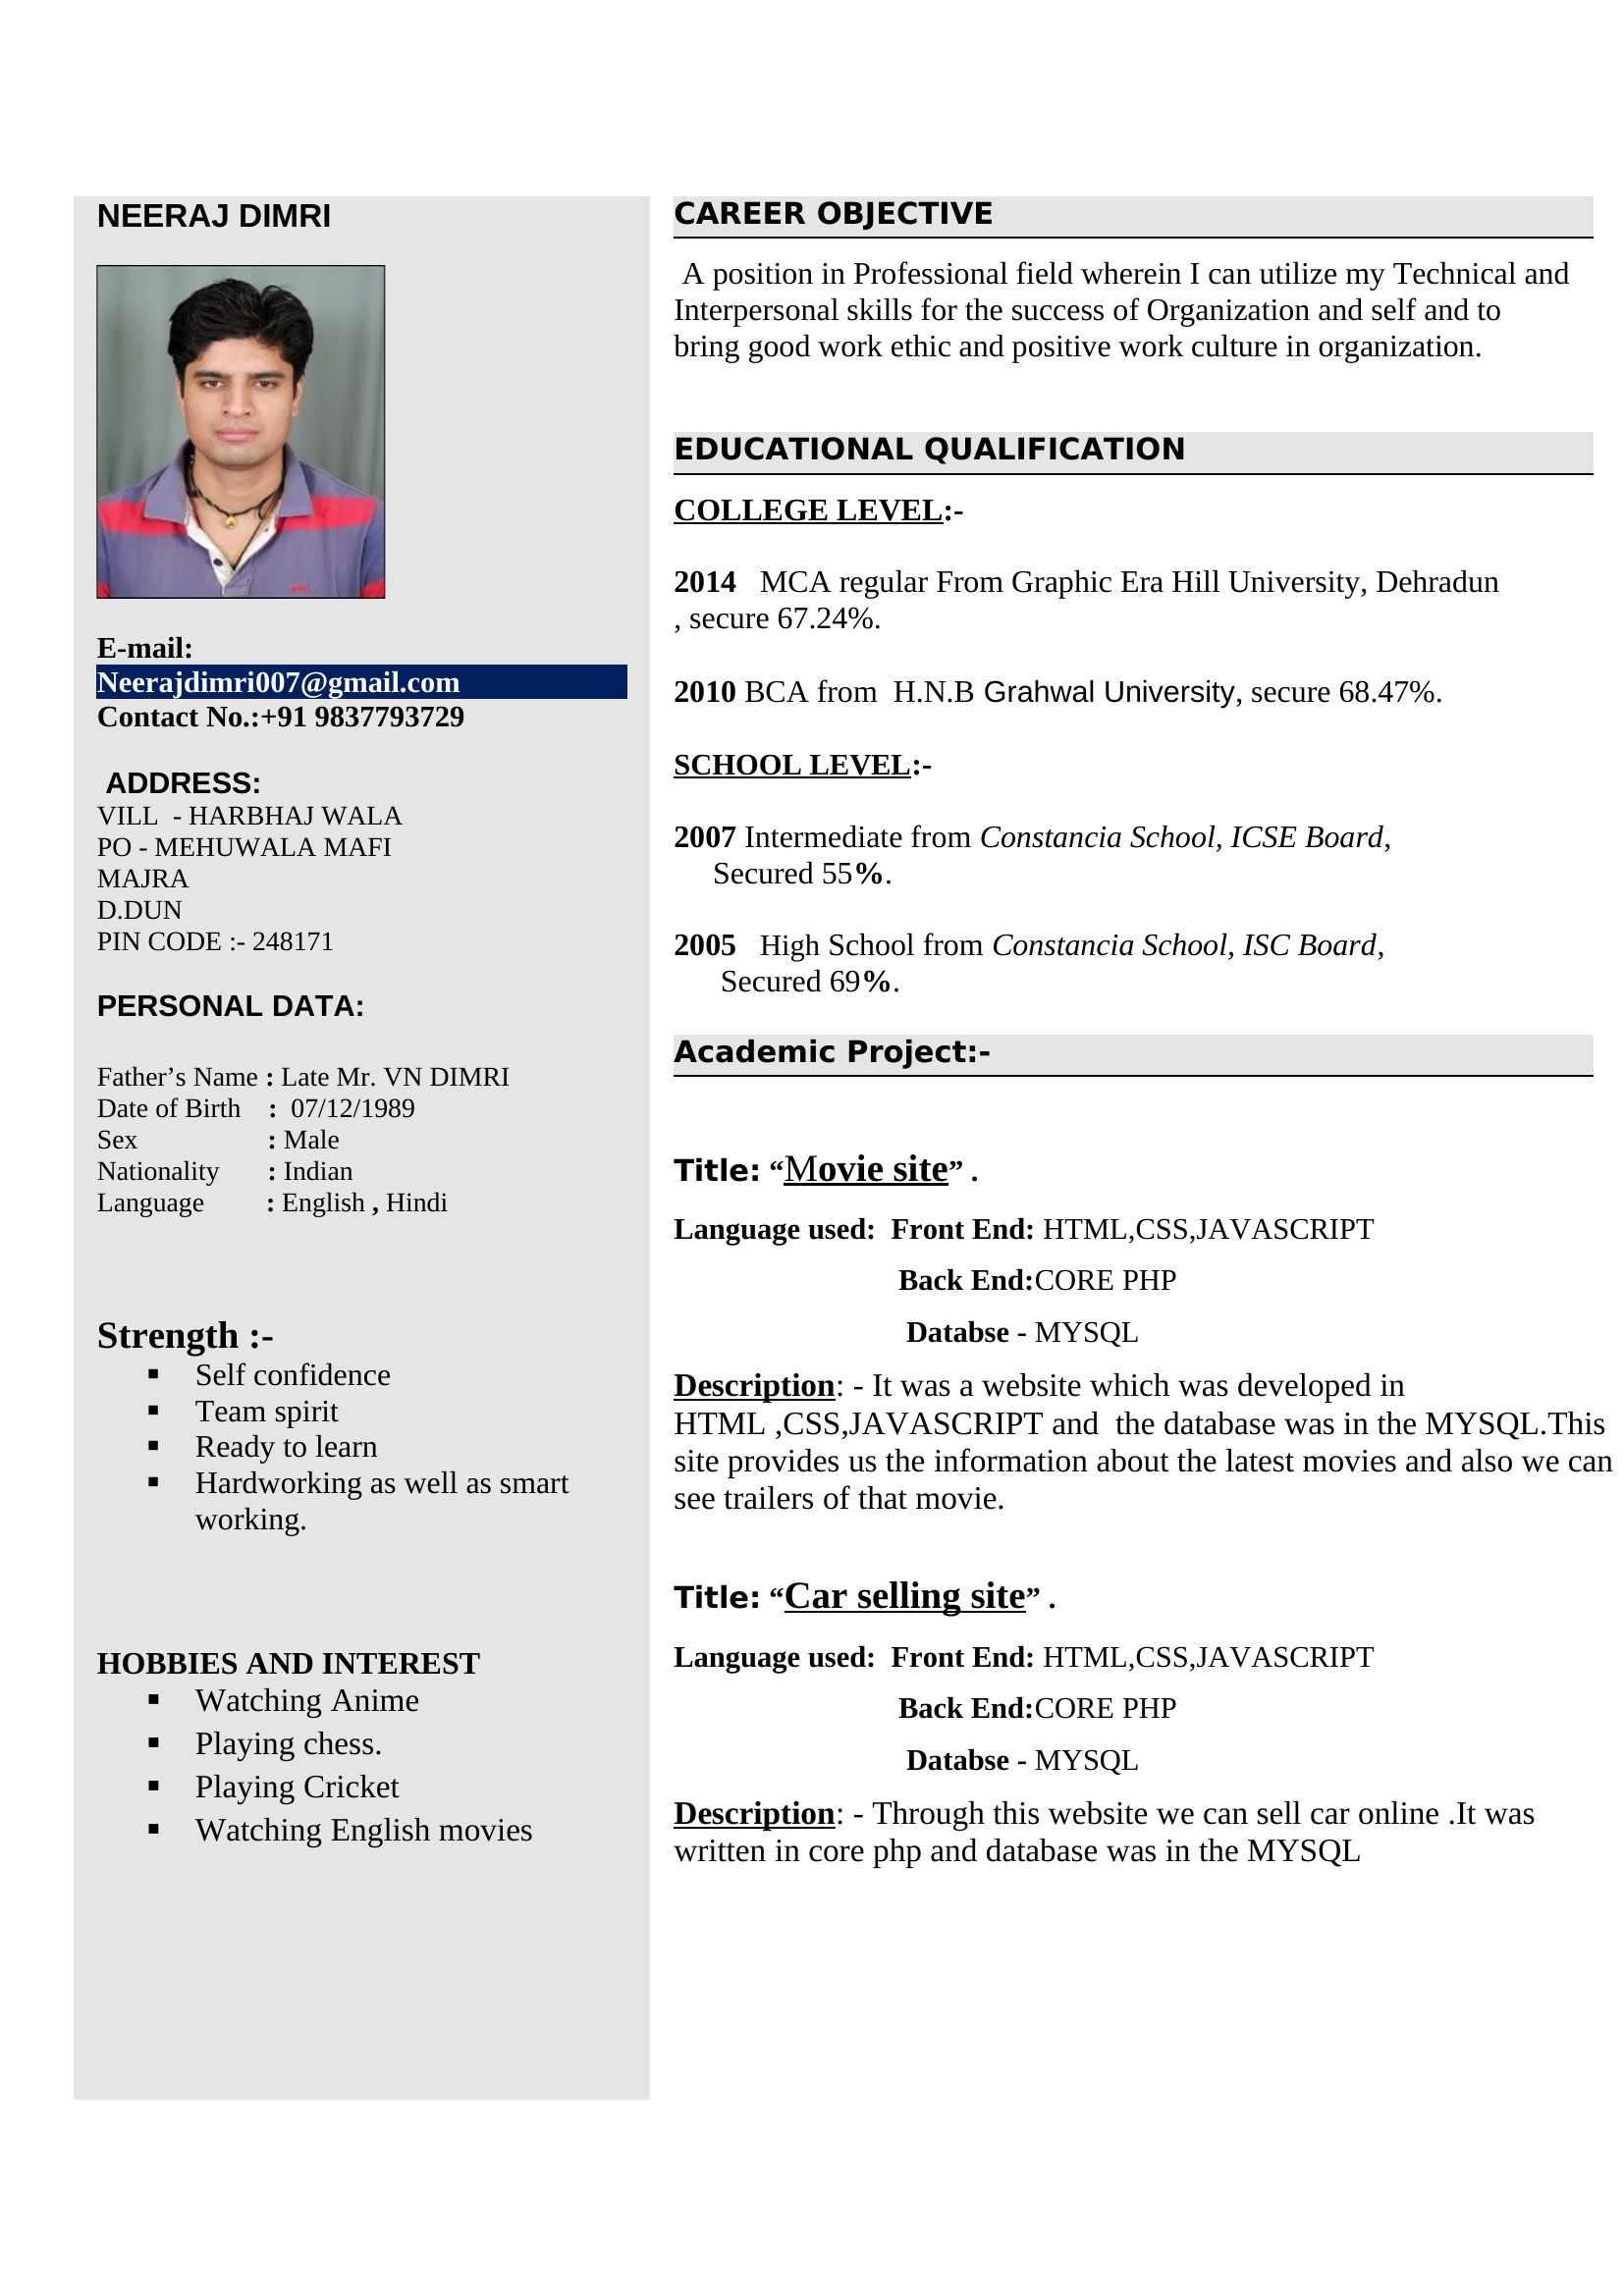 NEERAJ DIMRI
E-mail:
Neerajdimri007@gmail.com
Contact No.:+91 9837793729
ADDRESS:
VILL - HARBHAJ WALA
PO - MEHUWALA MAFI
MAJRA
D.DUN
PIN CODE :- 248171
PERSONAL DATA:
Father’s Name : Late Mr. VN DIMRI
Date of Birth : 07/12/1989
Sex : Male
Nationality : Indian
Language : English , Hindi
Strength :-
▪ Self confidence
▪ Team spirit
▪ Ready to learn
▪ Hardworking as well as smart
working.
HOBBIES AND INTEREST
▪ Watching Anime
▪ Playing chess.
▪ Playing Cricket
▪ Watching English movies
CAREER OBJECTIVE
A position in Professional field wherein I can utilize my Technical and
Interpersonal skills for the success of Organization and self and to
bring good work ethic and positive work culture in organization.
EDUCATIONAL QUALIFICATION
COLLEGE LEVEL:-
2014 MCA regular From Graphic Era Hill University, Dehradun
, secure 67.24%.
2010 BCA from H.N.B Grahwal University, secure 68.47%.
SCHOOL LEVEL:-
2007 Intermediate from Constancia School, ICSE Board,
Secured 55%.
2005 High School from Constancia School, ISC Board,
Secured 69%.
Academic Project:-
Title: “Movie site” .
Language used: Front End: HTML,CSS,JAVASCRIPT
Back End:CORE PHP
Databse - MYSQL
Description: - It was a website which was developed in
HTML ,CSS,JAVASCRIPT and the database was in the MYSQL.This
site provides us the information about the latest movies and also we can
see trailers of that movie.
Title: “Car selling site” .
Language used: Front End: HTML,CSS,JAVASCRIPT
Back End:CORE PHP
Databse - MYSQL
Description: - Through this website we can sell car online .It was
written in core php and database was in the MYSQL